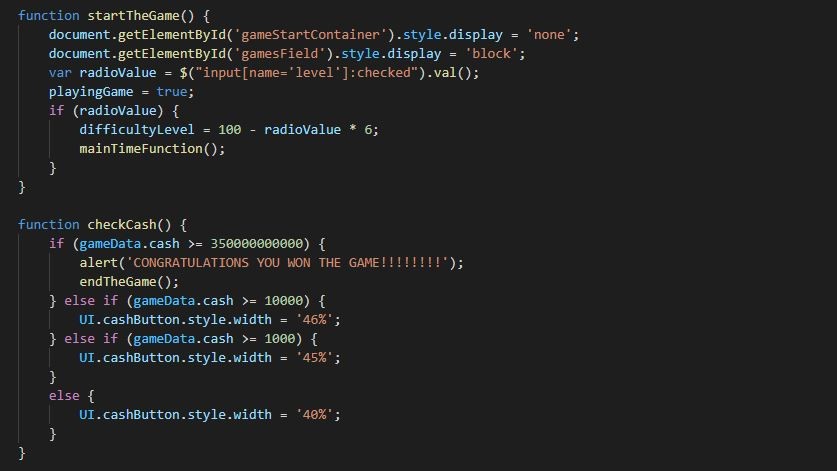 function startTheGame() {
    document.getElementById('gameStartContainer').style.display = 'none';
    document.getElementById('gamesField').style.display = 'block';
    var radioValue = $("input[name='level']:checked").val();
    playingGame = true;
    if (radioValue) {
        difficultyLevel = 100 - radioValue * 6;
        mainTimeFunction();
    }
}

function checkCash() {
    if (gameData.cash >= 350000000000) {
        alert('CONGRATULATIONS YOU WON THE GAME!!!!!!!!');
        endTheGame();
    } else if (gameData.cash >= 10000) {
        UI.cashButton.style.width = '46%';
    } else if (gameData.cash >= 1000) {
        UI.cashButton.style.width = '45%';
    }
    else {
        UI.cashButton.style.width = '40%';
    }
}